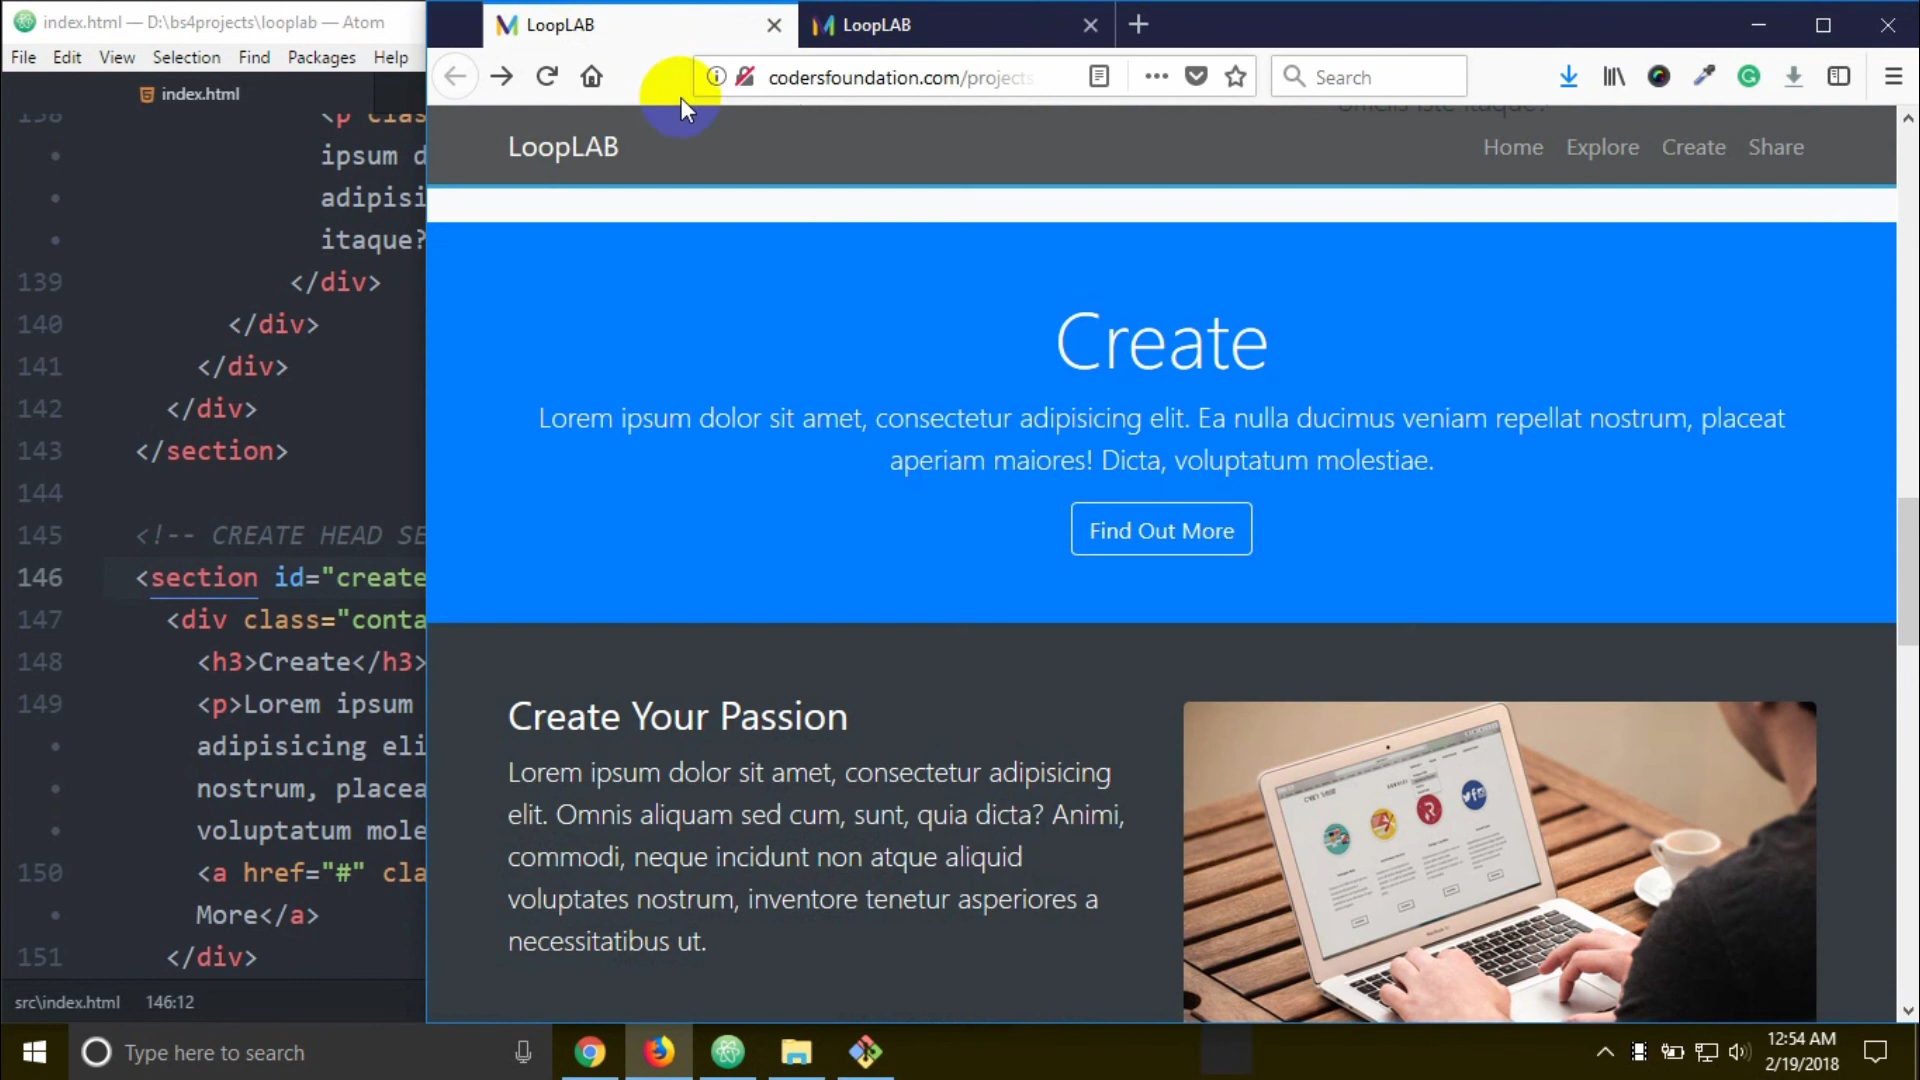 index.html — D:\bs4projects\looplab — Atom
File Edit View Selection Find Packages Help
index.html
138
<p clas
ipsum d
adipisi
itaque?
139 </div>
140 </div>
141 </div>
142 </div>
143 </section>
144
145 <!-- CREATE HEAD SE
146 <section id="create
147 <div class="conta
148 <h3>Create</h3>
149 <p>Lorem ipsum
adipisicing eli
nostrum, placea
voluptatum mole
150 <a href="#" cla
More</a>
151 </div>
src\index.html 146:12
LoopLAB
LoopLAB
codersfoundation.com/projects
Search
LoopLAB
Home Explore Create Share
Create
Lorem ipsum dolor sit amet, consectetur adipisicing elit. Ea nulla ducimus veniam repellat nostrum, placeat
aperiam maiores! Dicta, voluptatum molestiae.
Find Out More
Create Your Passion
Lorem ipsum dolor sit amet, consectetur adipisicing
elit. Omnis aliquam sed cum, sunt, quia dicta? Animi,
commodi, neque incidunt non atque aliquid
voluptates nostrum, inventore tenetur asperiores a
necessitatibus ut.
Type here to search
12:54 AM
2/19/2018